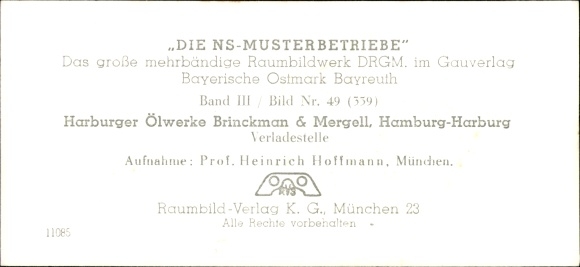 „DIE NS-MUSTERBETRIEBE"
Das große mehrbändige Raumbildwerk DRGM. im Gauverlag
Bayerische Ostmark Bayreuth
Band III / Bild Nr. 49 (339)
Harburger Ölwerke Brinckman & Mergell, Hamburg-Harburg
Verladestelle
Aufnahme: Prof. Heinrich Hoffmann, München.
RVS
Raumbild-Verlag K. G., München 23
Alle Rechte vorbehalten
11085